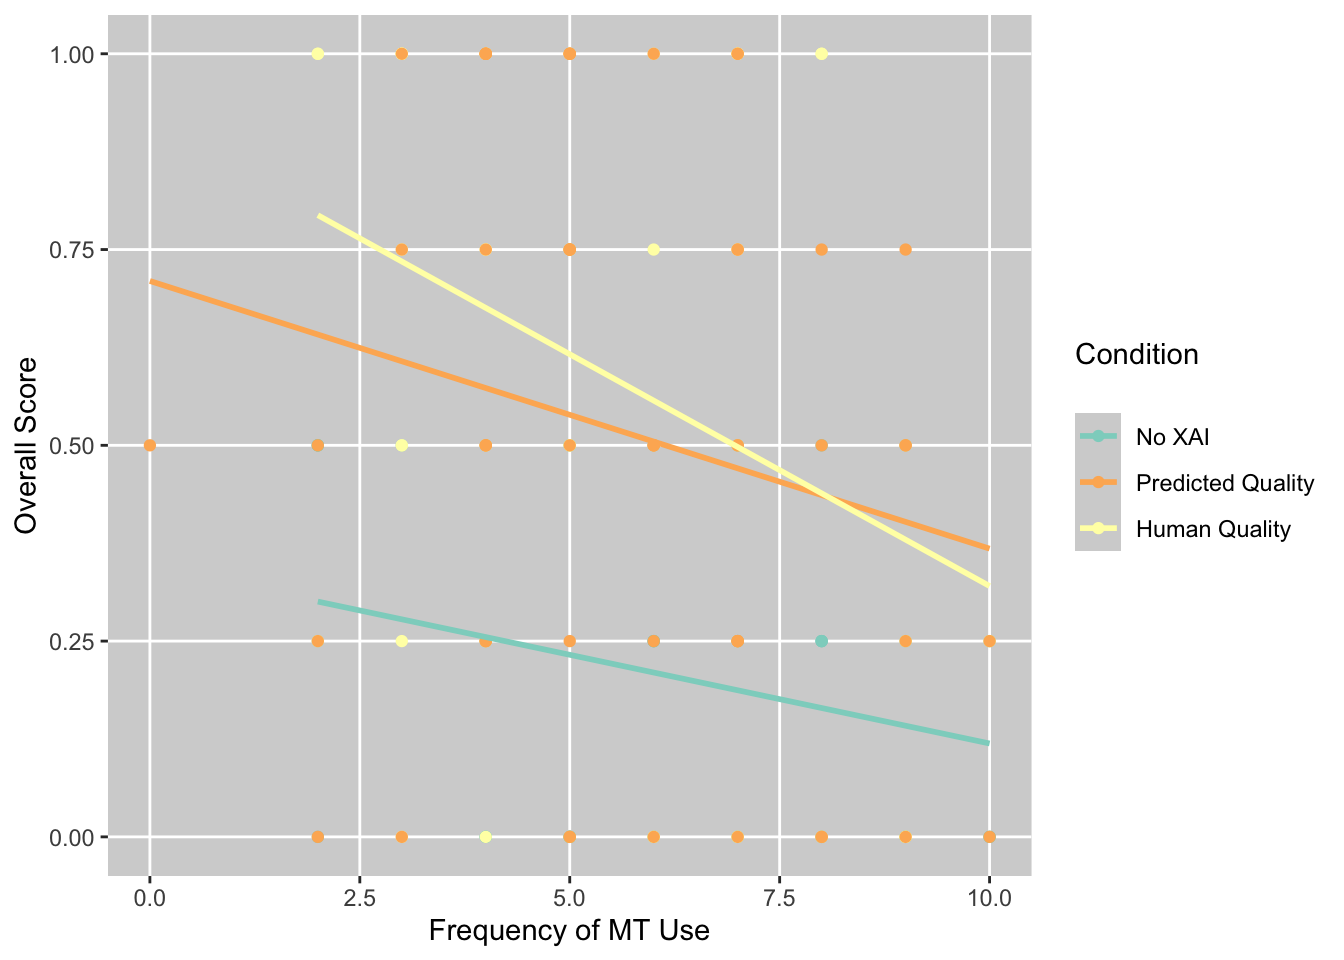 1.00
0.75
0.50
0.25
0.00
Overall Score
0.0 2.5 5.0 7.5 10.0
Frequency of MT Use
Condition
No XAI
Predicted Quality
Human Quality